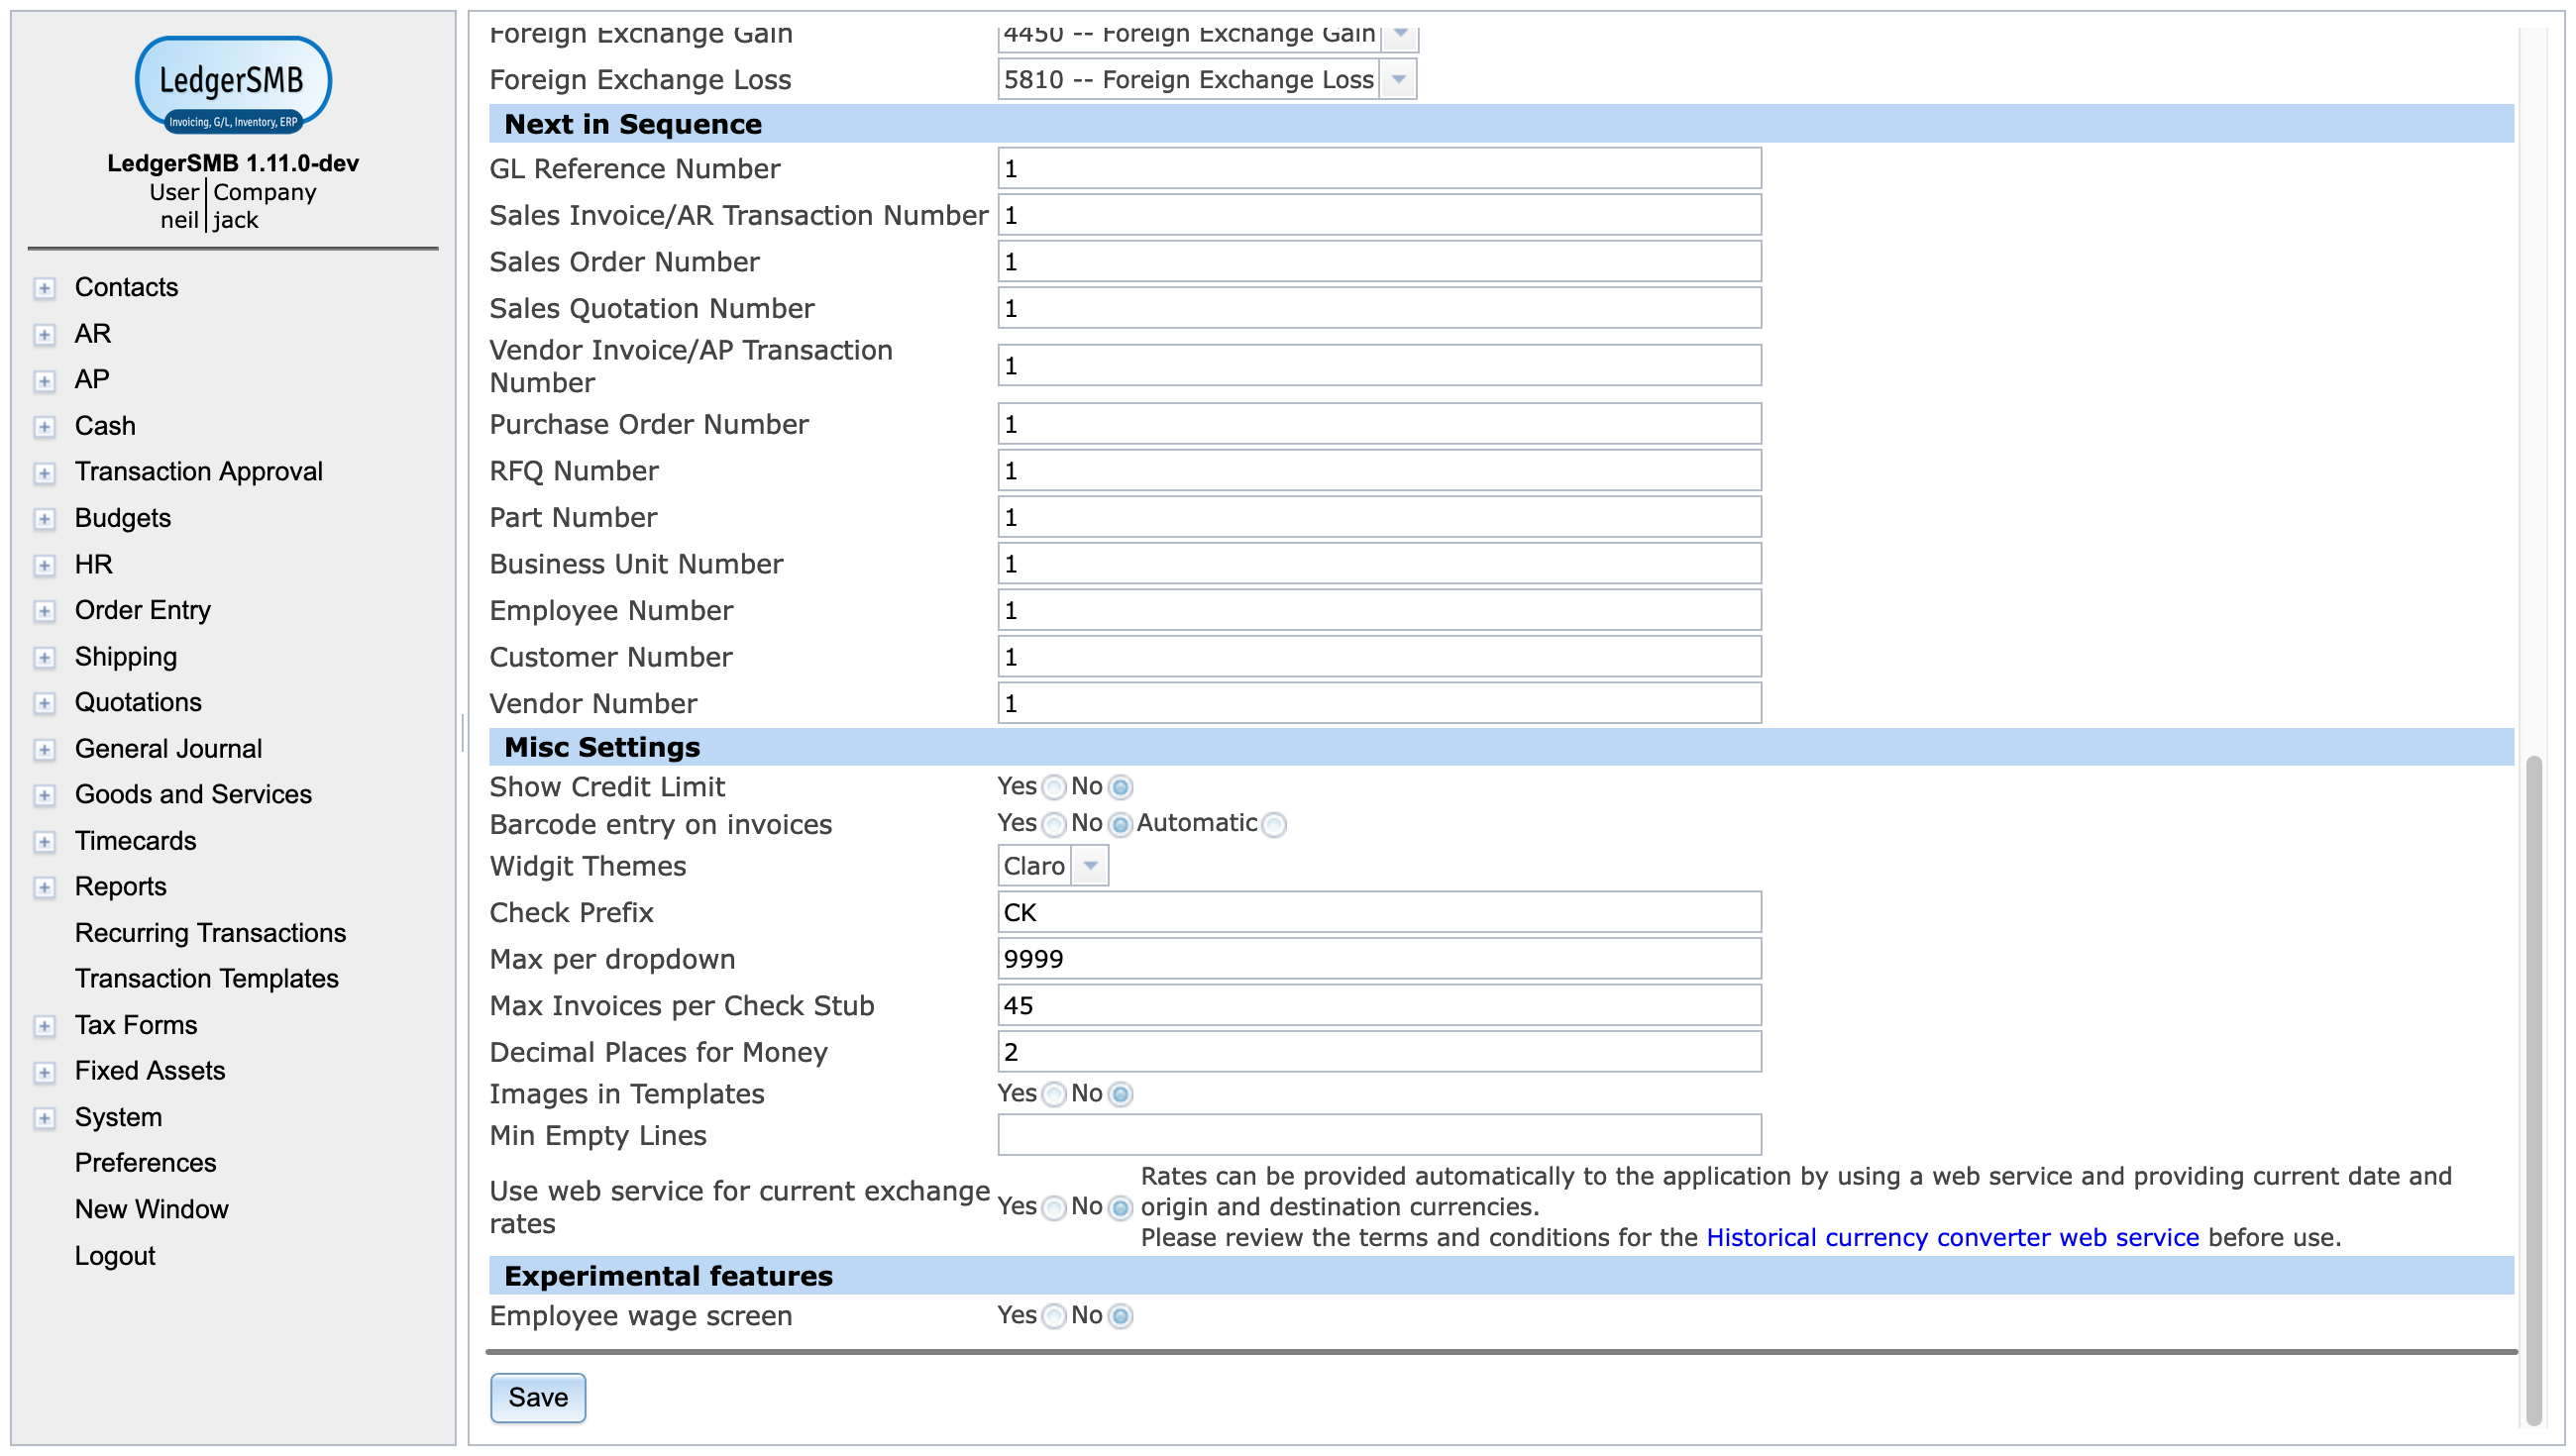 LedgerSMB
Invoicing, G/L, Inventory, ERP
LedgerSMB 1.11.0-dev
User Company
neil jack
Contacts
AR
AP
Cash
Transaction Approval
Budgets
HR
Order Entry
Shipping
Quotations
General Journal
Goods and Services
Timecards
Reports
Recurring Transactions
Transaction Templates
Tax Forms
Fixed Assets
System
Preferences
New Window
Logout
Foreign Exchange Gain 4450 -- Foreign Exchange Gain
Foreign Exchange Loss 5810 -- Foreign Exchange Loss
Next in Sequence
GL Reference Number 1
Sales Invoice/AR Transaction Number 1
Sales Order Number 1
Sales Quotation Number 1
Vendor Invoice/AP Transaction
Number 1
Purchase Order Number 1
RFQ Number 1
Part Number 1
Business Unit Number 1
Employee Number 1
Customer Number 1
Vendor Number 1
Misc Settings
Show Credit Limit Yes No
Barcode entry on invoices Yes No Automatic
Widgit Themes Claro
Check Prefix CK
Max per dropdown 9999
Max Invoices per Check Stub 45
Decimal Places for Money 2
Images in Templates Yes No
Min Empty Lines
Use web service for current exchange
rates
Yes No
Rates can be provided automatically to the application by using a web service and providing current date and
origin and destination currencies.
Please review the terms and conditions for the Historical currency converter web service before use.
Experimental features
Employee wage screen Yes No
Save